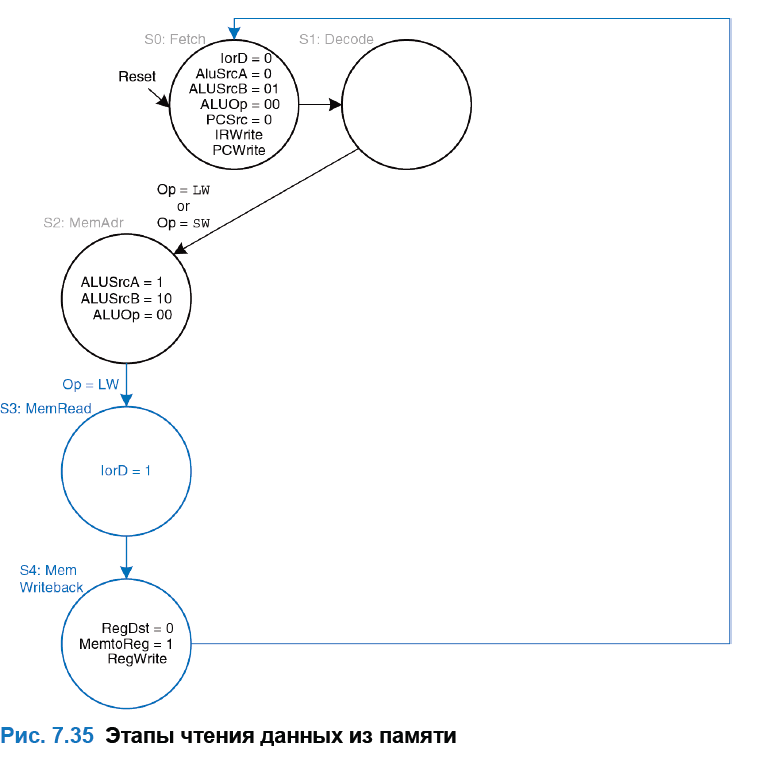 S0: Fetch
S1: Decode
Reset
IorD = 0
AluSrcA = 0
ALUSrcB = 01
ALUOp = 00
PCSrc = 0
IRWrite
PCWrite
Op = LW
or
Op = SW
S2: MemAdr
ALUSrcA = 1
ALUSrcB = 10
ALUOp = 00
Op = LW
S3: MemRead
IorD = 1
S4: Mem
Writeback
RegDst = 0
MemtoReg = 1
RegWrite
Рис. 7.35 Этапы чтения данных из памяти